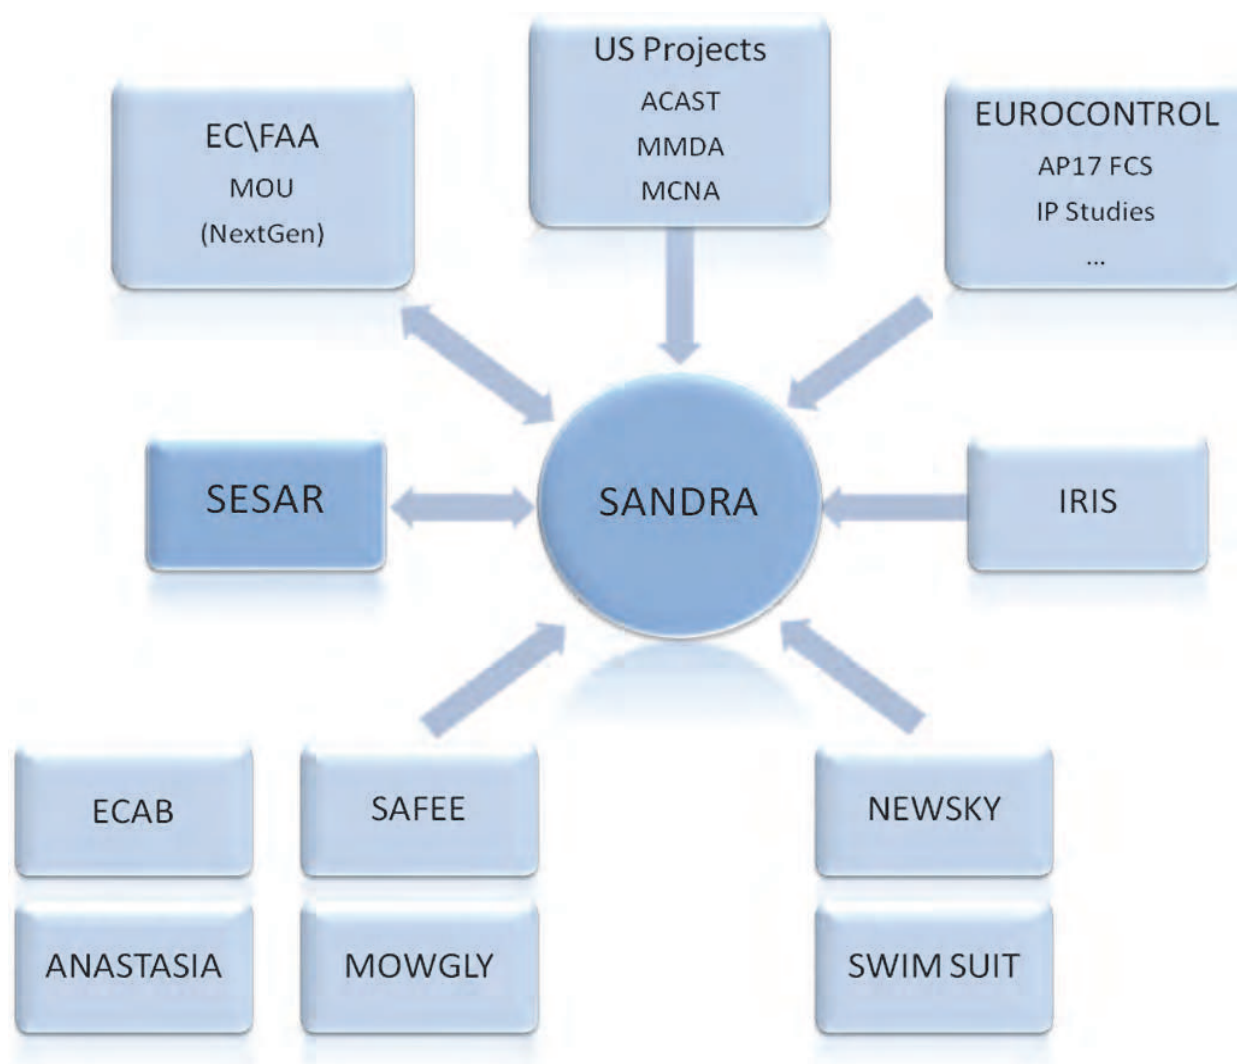 US Projects
ACAST
MMDA
MCNA
EC\FAA
MOU
(NextGen)
EUROCONTROL
AP17 FCS
IP Studies
...
SESAR
SANDRA
IRIS
ECAB
SAFEE
NEWSKY
ANASTASIA
MOWGLY
SWIM SUIT